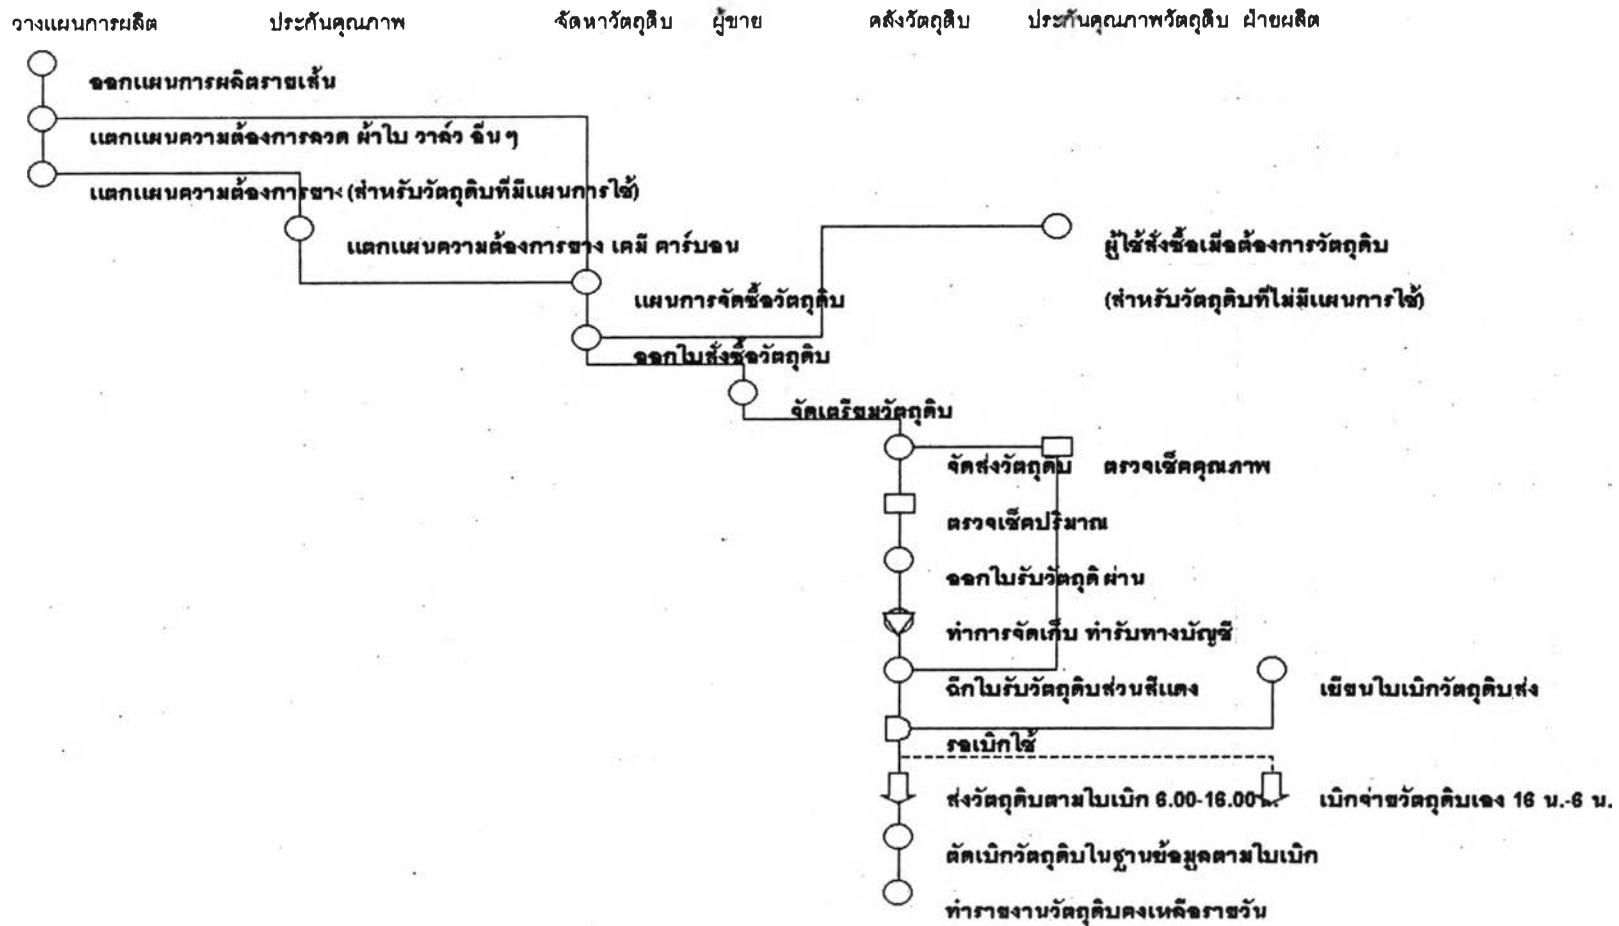 วางแผนการผลิต ประกันคุณภาพ จัดหาวัตถุดิบ ผู้ขาย คลังวัตถุดิบ ประกันคุณภาพวัตถุดิบ ฝ่ายผลิต
ออกแผนการผลิตรายเส้น
แตกแผนความต้องการลวด ผ้าใบ วาล์ว อื่นๆ
แตกแผนความต้องการยาง (สำหรับวัตถุดิบที่มีแผนการใช้)
แตกแผนความต้องการยาง เคมี คาร์บอน
ผู้ใช้สั่งซื้อเมื่อต้องการวัตถุดิบ
(สำหรับวัตถุดิบที่ไม่มีแผนการใช้)
แผนการจัดซื้อวัตถุดิบ
ออกใบสั่งซื้อวัตถุดิบ
จัดเตรียมวัตถุดิบ
จัดส่งวัตถุดิบ ตรวจเช็คคุณภาพ
ตรวจเช็คปริมาณ
ออกใบรับวัตถุดิ ผ่าน
ทำการจัดเก็บ ทำรับทางบัญชี
ฉีกใบรับวัตถุดิบส่วนสีแดง เขียนใบเบิกวัตถุดิบส่ง
รอเบิกใช้
ส่งวัตถุดิบตามใบเบิก 6.00-16.00 น. เบิกจ่ายวัตถุดิบเอง 16 น.-6 น.
ตัดเบิกวัตถุดิบในฐานข้อมูลตามใบเบิก
ทำรายงานวัตถุดิบคงเหลือรายวัน